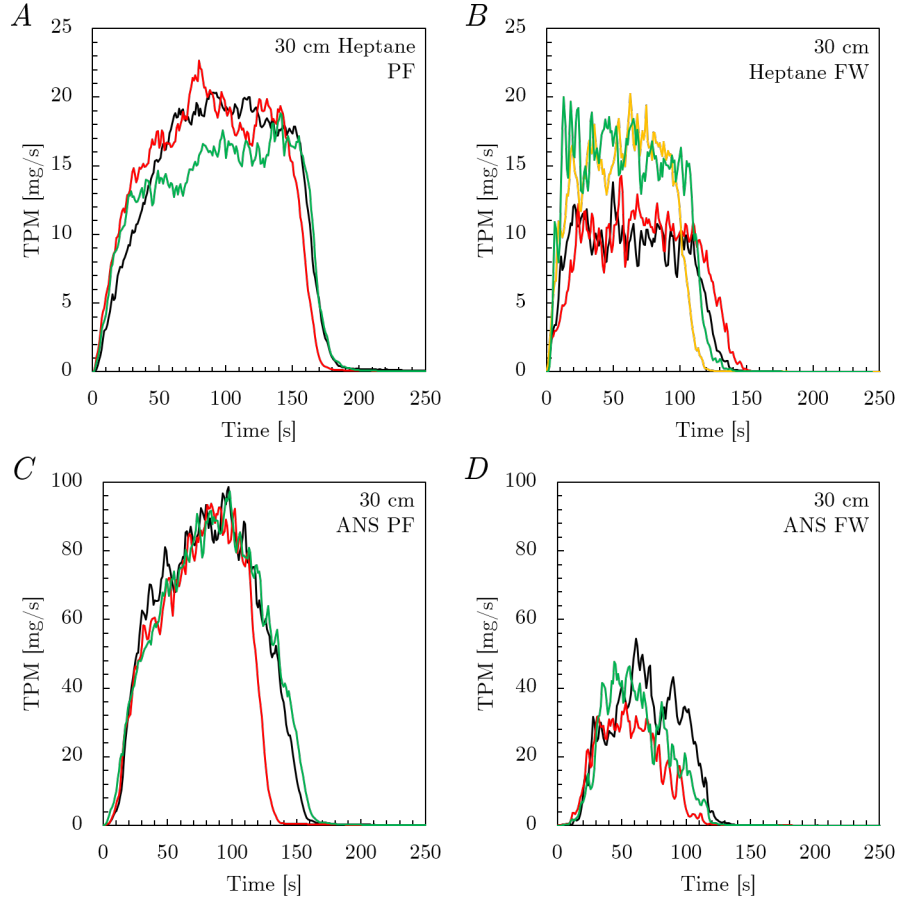 A
B
25
20
15
10
5
0
TPM [mg/s]
30 cm Heptane
PF
0 50 100 150 200 250
Time [s]
25
20
15
10
5
0
TPM [mg/s]
30 cm
Heptane FW
0 50 100 150 200 250
Time [s]
C
D
100
80
60
40
20
0
TPM [mg/s]
30 cm
ANS PF
0 50 100 150 200 250
Time [s]
100
80
60
40
20
0
TPM [mg/s]
30 cm
ANS FW
0 50 100 150 200 250
Time [s]